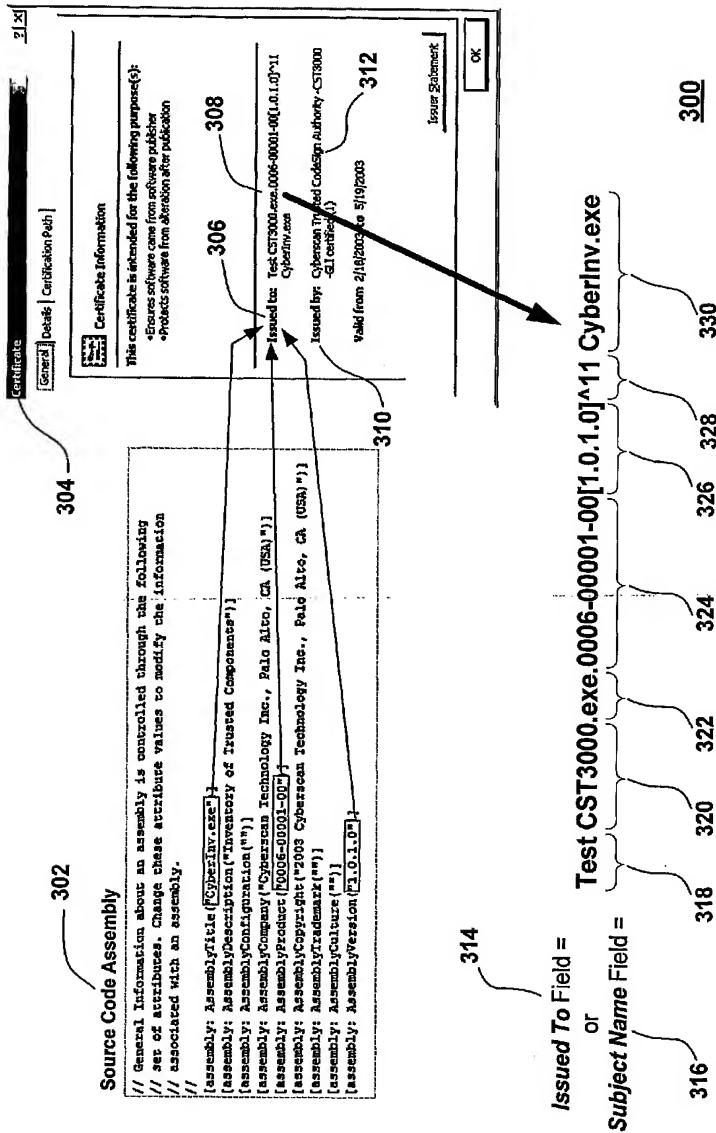 Source Code Assembly
302
// General Information about an assembly is controlled through the following
// set of attributes. Change these attribute values to modify the information
// associated with an assembly.
//
[assembly: AssemblyTitle("CyberInv.exe")]
[assembly: AssemblyDescription("Inventory of Trusted Components")]
[assembly: AssemblyConfiguration("")]
[assembly: AssemblyCompany("Cyberscan Technology Inc., Palo Alto, CA (USA)")]
[assembly: AssemblyProduct("0006-00001-00")]
[assembly: AssemblyCopyright("2003 Cyberscan Technology Inc., Palo Alto, CA (USA)")]
[assembly: AssemblyTrademark("")]
[assembly: AssemblyCulture("")]
[assembly: AssemblyVersion("1.0.1.0")]
304
Certificate
? X
General | Details | Certification Path |
Certificate Information
This certificate is intended for the following purpose(s):
•Ensures software came from software publisher
•Protects software from alteration after publication
306
308
Issued to: Test CST3000.exe.0006-00001-00[1.0.1.0]^11
CyberInv.exe
Issued by: Cyberscan Trusted CodeSign Authority -CST3000
-GLI certified(1)
310
312
Valid from 2/18/2003 to 5/19/2003
Issuer Statement
OK
314
Issued To Field =
or
Subject Name Field =
316
Test CST3000.exe.0006-00001-00[1.0.1.0]^11 CyberInv.exe
318
320
322
324
326
328
330
300